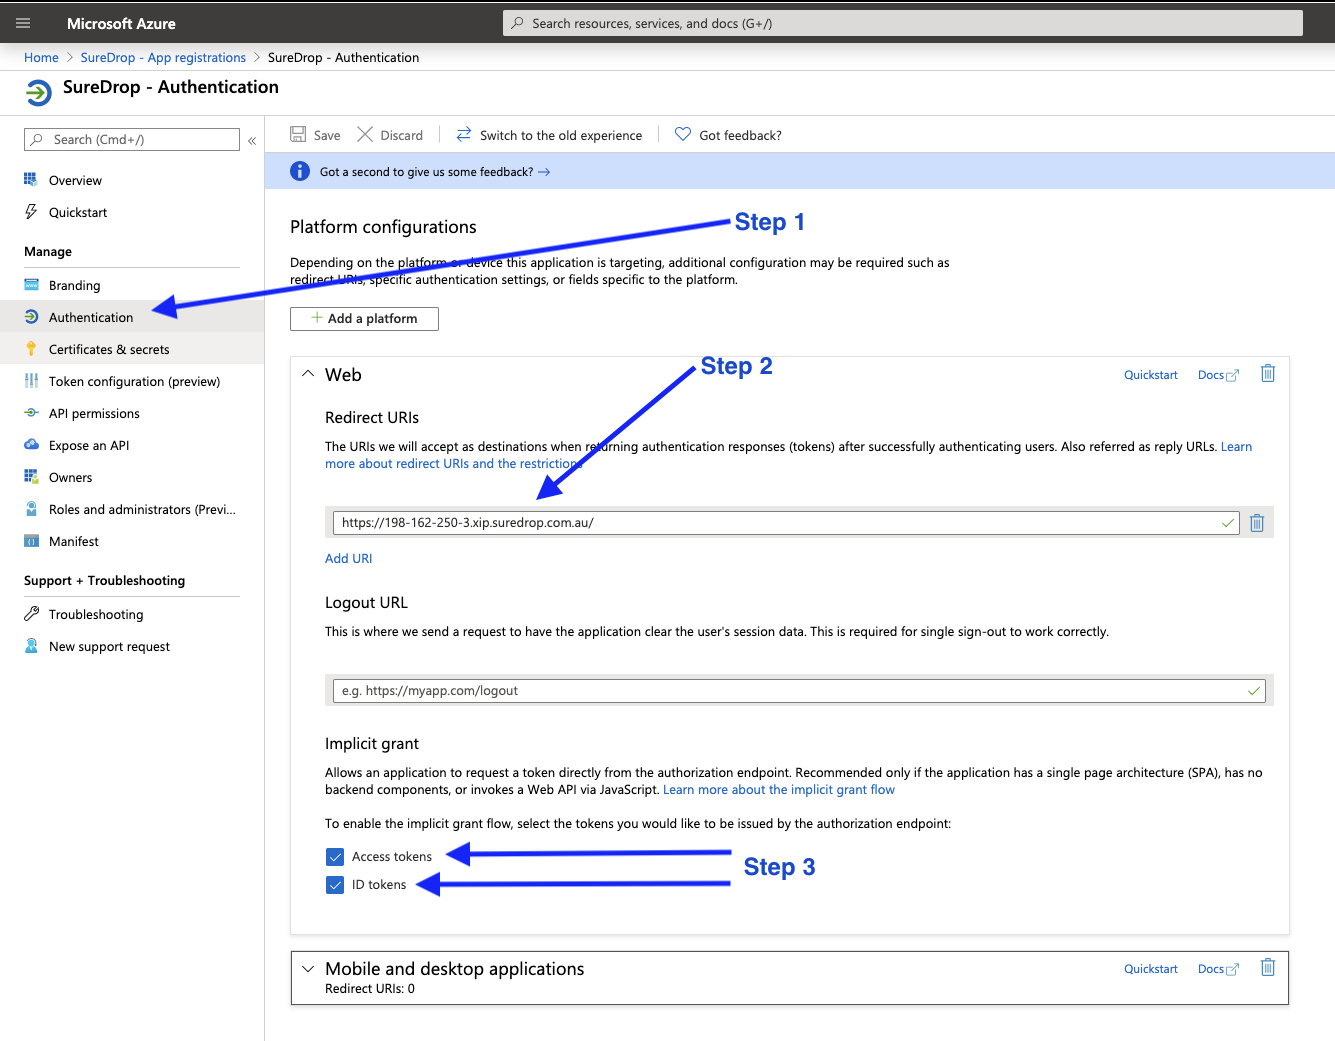 Microsoft Azure
Search resources, services, and docs (G+/)
Home > SureDrop - App registrations > SureDrop - Authentication
SureDrop - Authentication
Search (Cmd+/)
«
Overview
Quickstart
Manage
Branding
Authentication
Certificates & secrets
Token configuration (preview)
API permissions
Expose an API
Owners
Roles and administrators (Previ...
Manifest
Support + Troubleshooting
Troubleshooting
New support request
Save
Discard
Switch to the old experience
Got feedback?
Got a second to give us some feedback? →
Platform configurations
Step 1
Depending on the platform or device this application is targeting, additional configuration may be required such as
redirect URIs, specific authentication settings, or fields specific to the platform.
+ Add a platform
Step 2
Web
Quickstart
Docs
Redirect URIs
The URIs we will accept as destinations when returning authentication responses (tokens) after successfully authenticating users. Also referred as reply URLs. Learn
more about redirect URIs and the restrictions
https://198-162-250-3.xip.suredrop.com.au/
Add URI
Logout URL
This is where we send a request to have the application clear the user's session data. This is required for single sign-out to work correctly.
e.g. https://myapp.com/logout
Implicit grant
Allows an application to request a token directly from the authorization endpoint. Recommended only if the application has a single page architecture (SPA), has no
backend components, or invokes a Web API via JavaScript. Learn more about the implicit grant flow
To enable the implicit grant flow, select the tokens you would like to be issued by the authorization endpoint:
Access tokens
Step 3
ID tokens
Mobile and desktop applications
Quickstart
Docs
Redirect URIs: 0